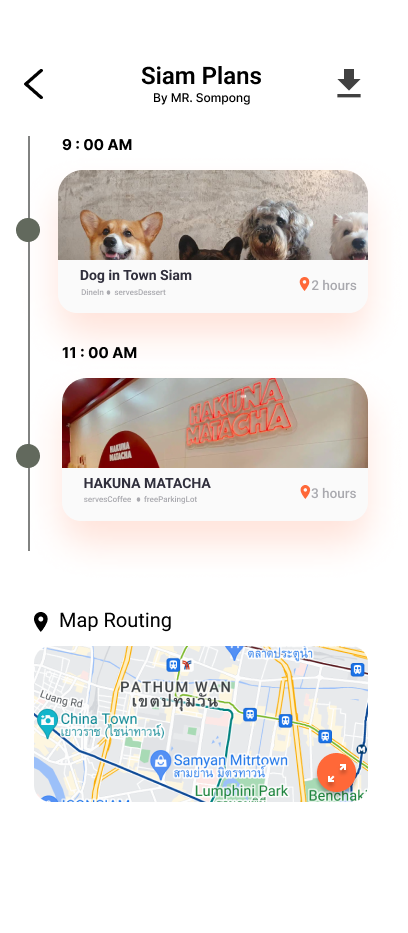 Siam Plans
By MR. Sompong
9 : 00 AM
Dog in Town Siam
DineIn • servesDessert
2 hours
11 : 00 AM
HAKUNA
MATACHA
HAKUNA
MATACHA
HAKUNA MATACHA
servesCoffee • freeParkingLot
3 hours
Map Routing
ตลาดประตูน้ำ
PATHUM WAN
เขตปทุมวัน
Luang Rd
China Town
เยาวราช (ไชน่าทาวน์)
Samyan Mitrtown
สามย่าน มิตรทาวน์
Lumphini Park
ICONSIAM
Benchak